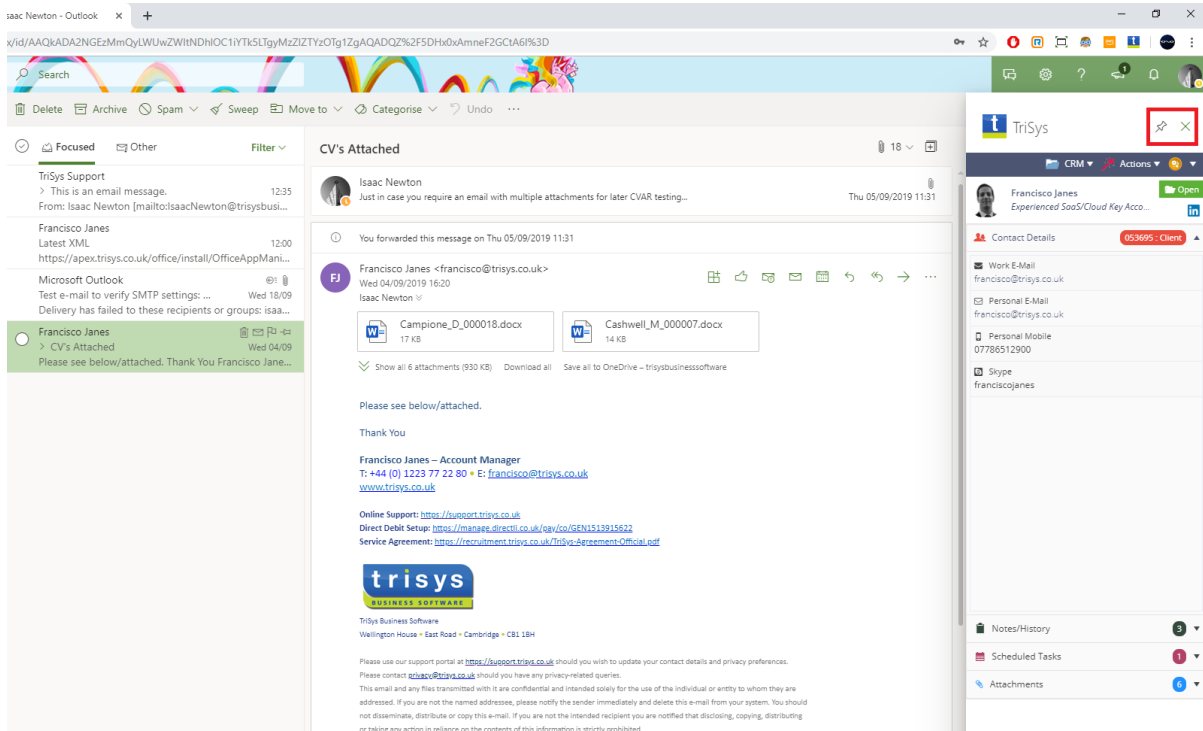 saac Newton - Outlook
x/id/AAQkADA2NGEzMmQyLWUwZWItNDhlOC1iYTk5LTgyMzZlZTYzOTg1ZgAQADQZ%2F5DHx0xAmneF2GCtA6I%3D
Search
1
Delete Archive Spam Sweep Move to Categorise Undo ...
t TriSys
Focused Other Filter
CV's Attached
18
CRM Actions
TriSys Support
> This is an email message. 12:35
From: Isaac Newton [mailto:IsaacNewton@trisysbusi...
Francisco Janes
Latest XML 12:00
https://apex.trisys.co.uk/office/install/OfficeAppMani...
Microsoft Outlook
Test e-mail to verify SMTP settings: ... Wed 18/09
Delivery has failed to these recipients or groups: isaa...
Francisco Janes
> CV's Attached Wed 04/09
Please see below/attached. Thank You Francisco Jane...
Isaac Newton
Just in case you require an email with multiple attachments for later CVAR testing... Thu 05/09/2019 11:31
You forwarded this message on Thu 05/09/2019 11:31
FJ
Francisco Janes <francisco@trisys.co.uk>
Wed 04/09/2019 16:20
Isaac Newton
Campione_D_000018.docx
17 KB
Cashwell_M_000007.docx
14 KB
Show all 6 attachments (930 KB) Download all Save all to OneDrive – trisysbusinesssoftware
Please see below/attached.
Thank You
Francisco Janes – Account Manager
T: +44 (0) 1223 77 22 80 • E: francisco@trisys.co.uk
www.trisys.co.uk
Online Support: https://support.trisys.co.uk
Direct Debit Setup: https://manage.directli.co.uk/pay/co/GEN1513915622
Service Agreement: https://recruitment.trisys.co.uk/TriSys-Agreement-Official.pdf
trisys
BUSINESS SOFTWARE
TriSys Business Software
Wellington House • East Road • Cambridge • CB1 1BH
Please use our support portal at https://support.trisys.co.uk should you wish to update your contact details and privacy preferences.
Please contact privacy@trisys.co.uk should you have any privacy-related queries.
This email and any files transmitted with it are confidential and intended solely for the use of the individual or entity to whom they are
addressed. If you are not the named addressee, please notify the sender immediately and delete this e-mail from your system. You should
not disseminate, distribute or copy this e-mail. If you are not the intended recipient you are notified that disclosing, copying, distributing
or taking any action in reliance on the contents of this information is strictly prohibited.
Francisco Janes
Open
Experienced SaaS/Cloud Key Acco...
in
Contact Details 053695 : Client
Work E-Mail
francisco@trisys.co.uk
Personal E-Mail
francisco@trisys.co.uk
Personal Mobile
07786512900
Skype
franciscojanes
Notes/History 3
Scheduled Tasks 1
Attachments 6